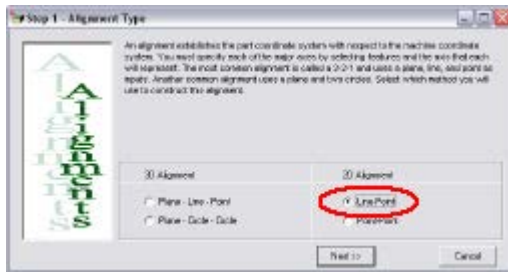 Step 1 - Alignment Type
An alignment establishes the part coordinate system with respect to the machine coordinate
system. You must specify each of the major axes by selecting features and the axis that each
will represent. The most common alignment is called a 3-2-1 and uses a plane, line, and point as
inputs. Another common alignment uses a plane and two circles. Select which method you will
use to construct the alignment.
Alignments
3D Alignment
2D Alignment
Plane - Line - Point
Line Point
Plane - Circle - Circle
Point Point
Next >>
Cancel